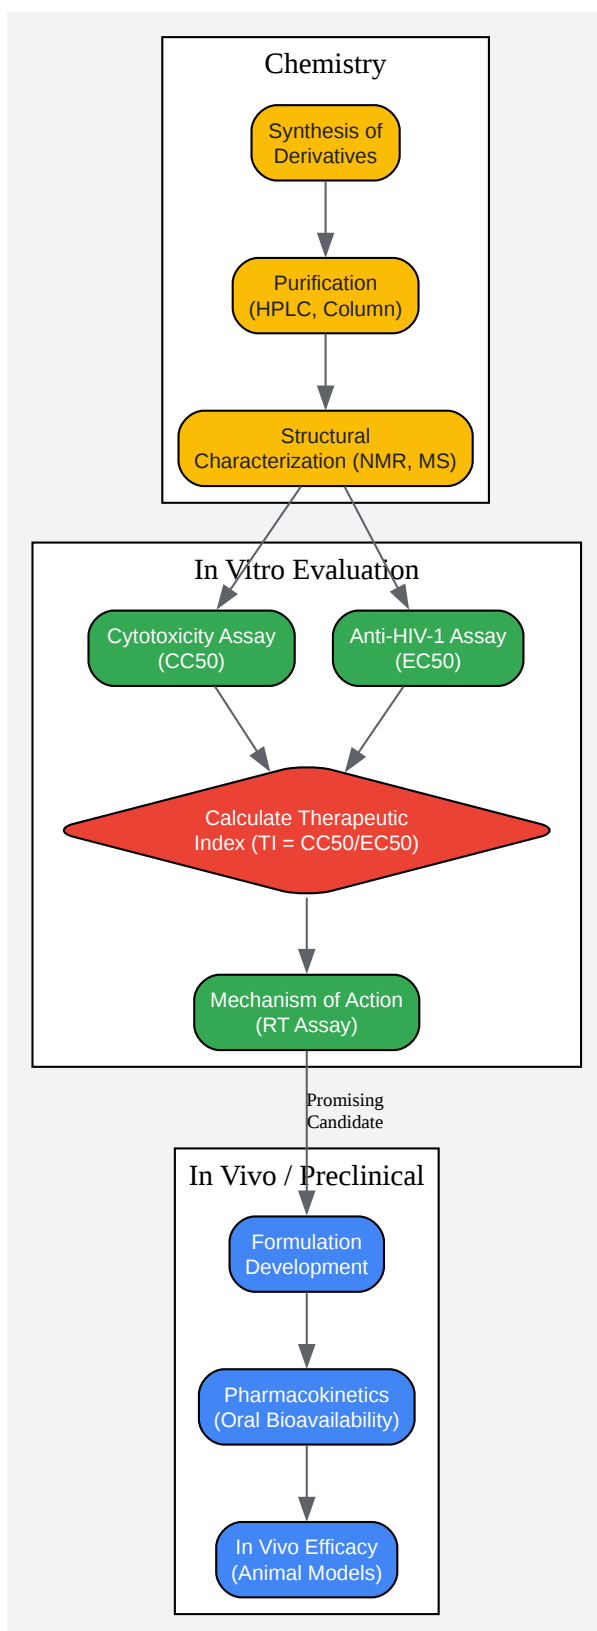 Chemistry
Synthesis of
Derivatives
Purification
(HPLC, Column)
Structural
Characterization (NMR, MS)
In Vitro Evaluation
Cytotoxicity Assay
(CC50)
Anti-HIV-1 Assay
(EC50)
Calculate Therapeutic
Index (TI = CC50/EC50)
Mechanism of Action
(RT Assay)
Promising
Candidate
In Vivo / Preclinical
Formulation
Development
Pharmacokinetics
(Oral Bioavailability)
In Vivo Efficacy
(Animal Models)